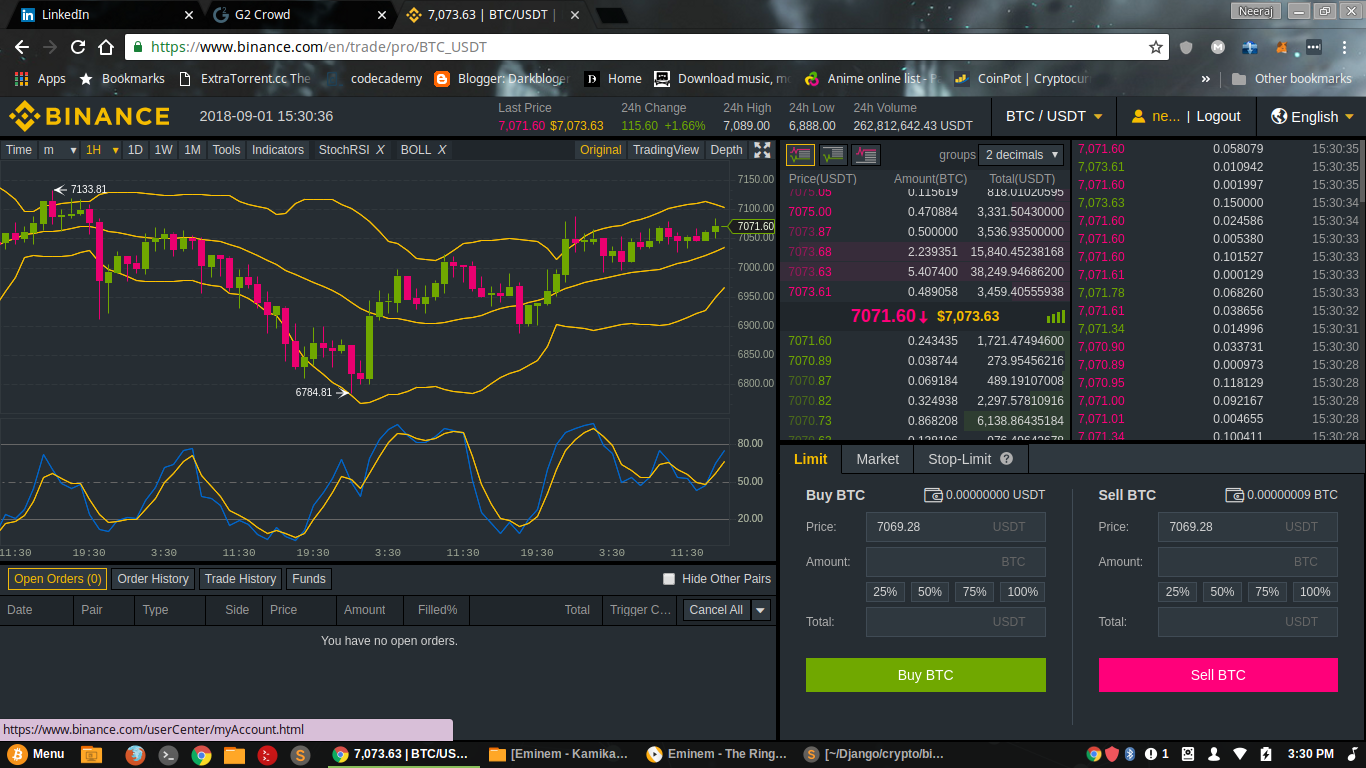 LinkedIn G2 Crowd 7,073.63 | BTC/USDT | Neeraj
https://www.binance.com/en/trade/pro/BTC_USDT
Apps Bookmarks ExtraTorrent.cc The codecademy Blogger: Darkblogger Home Download music, m Anime online list - P CoinPot | Cryptocur » Other bookmarks
BINANCE 2018-09-01 15:30:36
Last Price 24h Change 24h High 24h Low 24h Volume
7,071.60 $7,073.63 115.60 +1.66% 7,089.00 6,888.00 262,812,642.43 USDT
BTC / USDT ne... | Logout English
Time m 1H 1D 1W 1M Tools Indicators StochRSI X BOLL X Original TradingView Depth
7133.81
6784.81
7150.00
7100.00
7071.60
7050.00
7000.00
6950.00
6900.00
6850.00
6800.00
80.00
50.00
20.00
11:30 19:30 3:30 11:30 19:30 3:30 11:30 19:30 3:30 11:30
groups 2 decimals
Price(USDT) Amount(BTC) Total(USDT)
7075.05 0.115619 818.01020595
7075.00 0.470884 3,331.50430000
7073.87 0.500000 3,536.93500000
7073.68 2.239351 15,840.45238168
7073.63 5.407400 38,249.94686200
7073.61 0.489058 3,459.40555938
7071.60 $7,073.63
7071.60 0.243435 1,721.47494600
7070.89 0.038744 273.95456216
7070.87 0.069184 489.19107008
7070.82 0.324938 2,297.57810916
7070.73 0.868208 6,138.86435184
7,071.60 0.058079 15:30:35
7,073.61 0.010942 15:30:35
7,071.60 0.001997 15:30:35
7,073.63 0.150000 15:30:34
7,071.60 0.024586 15:30:34
7,071.60 0.005380 15:30:33
7,071.60 0.101527 15:30:33
7,071.61 0.000129 15:30:33
7,071.78 0.068260 15:30:33
7,071.61 0.038656 15:30:32
7,071.34 0.014996 15:30:31
7,070.90 0.033731 15:30:30
7,070.89 0.000973 15:30:28
7,070.95 0.118129 15:30:28
7,071.00 0.092167 15:30:28
7,071.01 0.004655 15:30:28
7,071.34 0.100411 15:30:28
Limit Market Stop-Limit ?
Buy BTC 0.00000000 USDT
Price: 7069.28 USDT
Amount: BTC
25% 50% 75% 100%
Total: USDT
Buy BTC
Sell BTC 0.00000009 BTC
Price: 7069.28 USDT
Amount: BTC
25% 50% 75% 100%
Total: USDT
Sell BTC
Open Orders (0) Order History Trade History Funds Hide Other Pairs
Date Pair Type Side Price Amount Filled% Total Trigger C... Cancel All
You have no open orders.
https://www.binance.com/userCenter/myAccount.html
Menu 7,073.63 | BTC/US... [Eminem - Kamika... Eminem - The Ring... [~/Django/crypto/bi... 1 3:30 PM